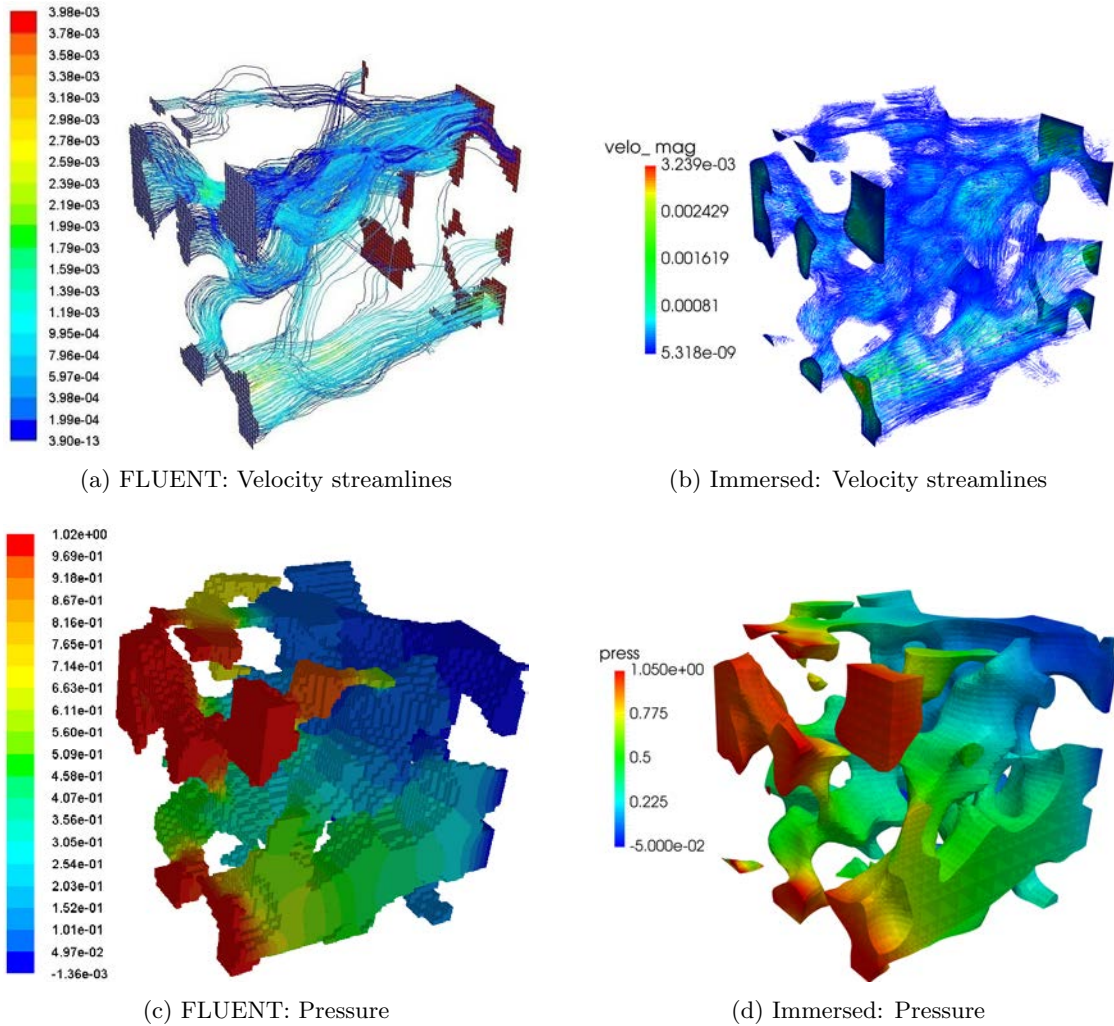 3.98e-03
3.78e-03
3.58e-03
3.38e-03
3.18e-03
2.98e-03
2.78e-03
2.59e-03
2.39e-03
2.19e-03
1.99e-03
1.79e-03
1.59e-03
1.39e-03
1.19e-03
9.95e-04
7.96e-04
5.97e-04
3.98e-04
1.99e-04
3.90e-13
velo_mag
3.239e-03
0.002429
0.001619
0.00081
5.318e-09
(a) FLUENT: Velocity streamlines
(b) Immersed: Velocity streamlines
1.02e+00
9.69e-01
9.18e-01
8.67e-01
8.16e-01
7.65e-01
7.14e-01
6.63e-01
6.11e-01
5.60e-01
5.09e-01
4.58e-01
4.07e-01
3.56e-01
3.05e-01
2.54e-01
2.03e-01
1.52e-01
1.01e-01
4.97e-02
-1.36e-03
press
1.050e+00
0.775
0.5
0.225
-5.000e-02
(c) FLUENT: Pressure
(d) Immersed: Pressure